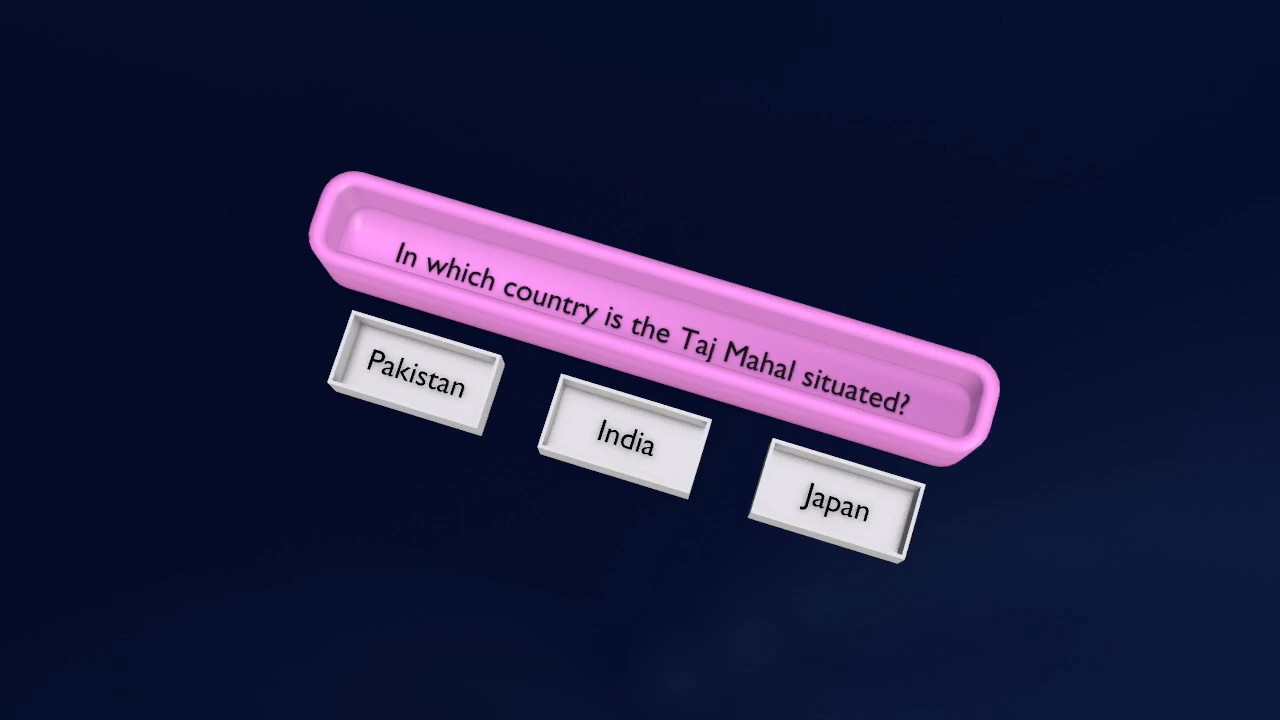 In which country is the Taj Mahal situated?
Pakistan
India
Japan